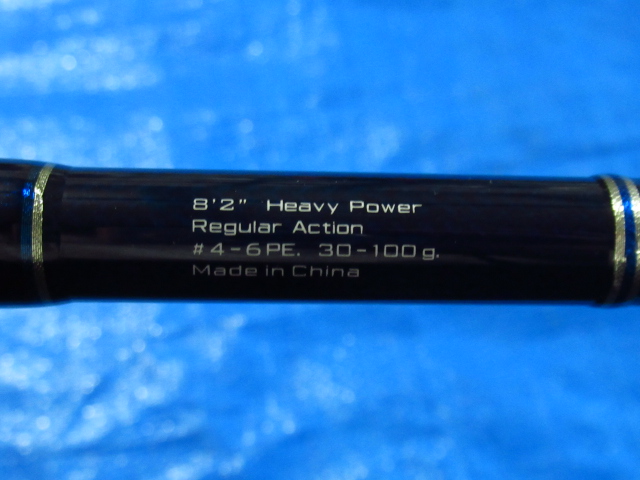 8'2" Heavy Power
Regular Action
#4-6PE. 30-100g.
Made in China